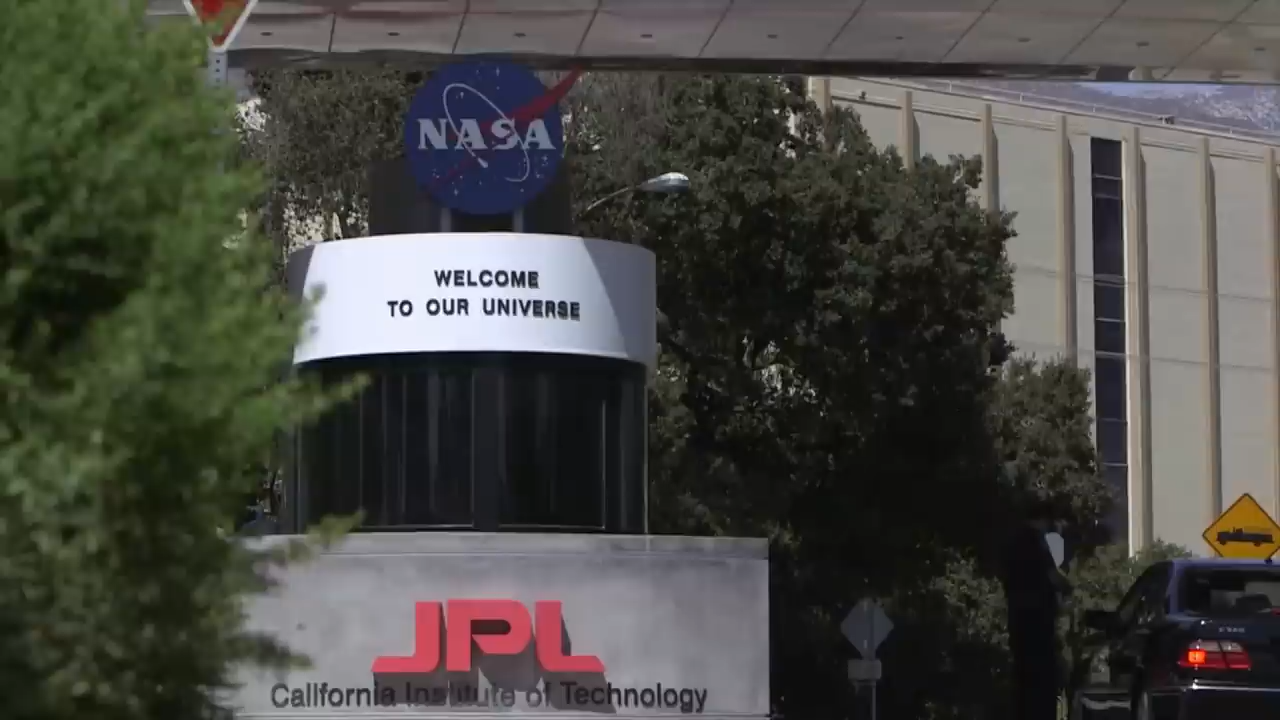 NASA
WELCOME
TO OUR UNIVERSE
JPL
California Institute of Technology